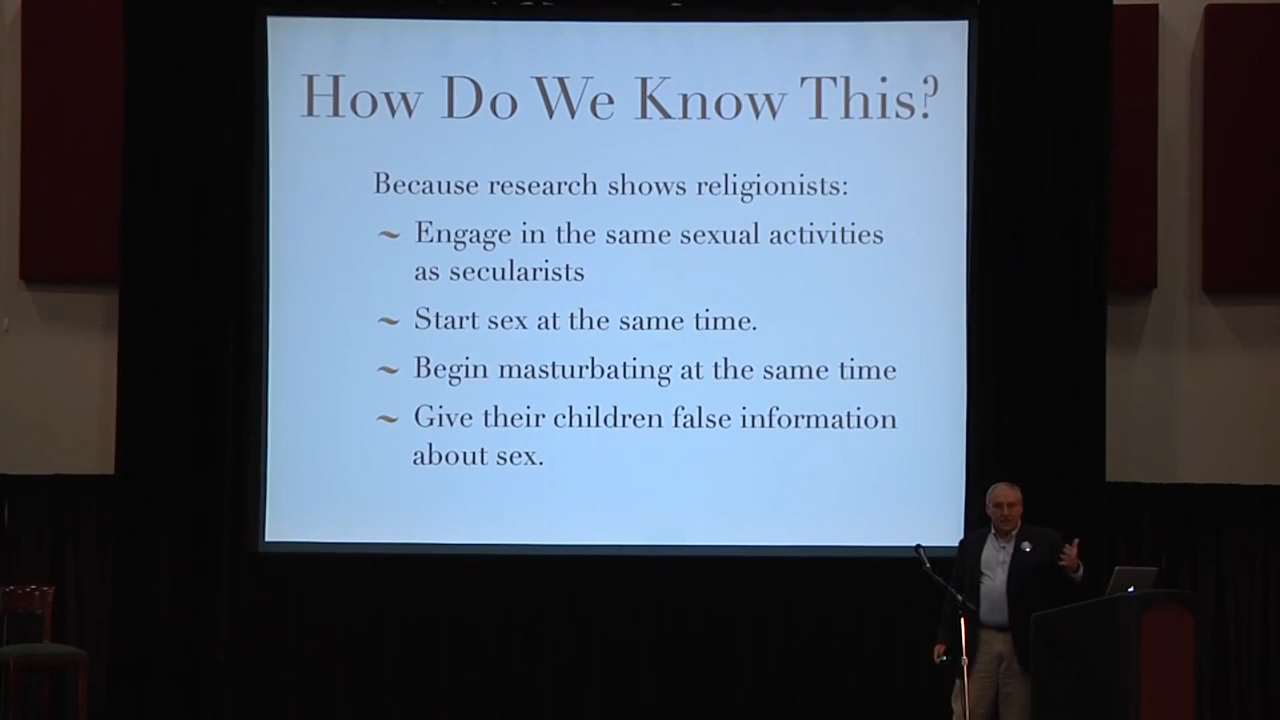 How Do We Know This?
Because research shows religionists:
~ Engage in the same sexual activities
as secularists
~ Start sex at the same time.
~ Begin masturbating at the same time
~ Give their children false information
about sex.